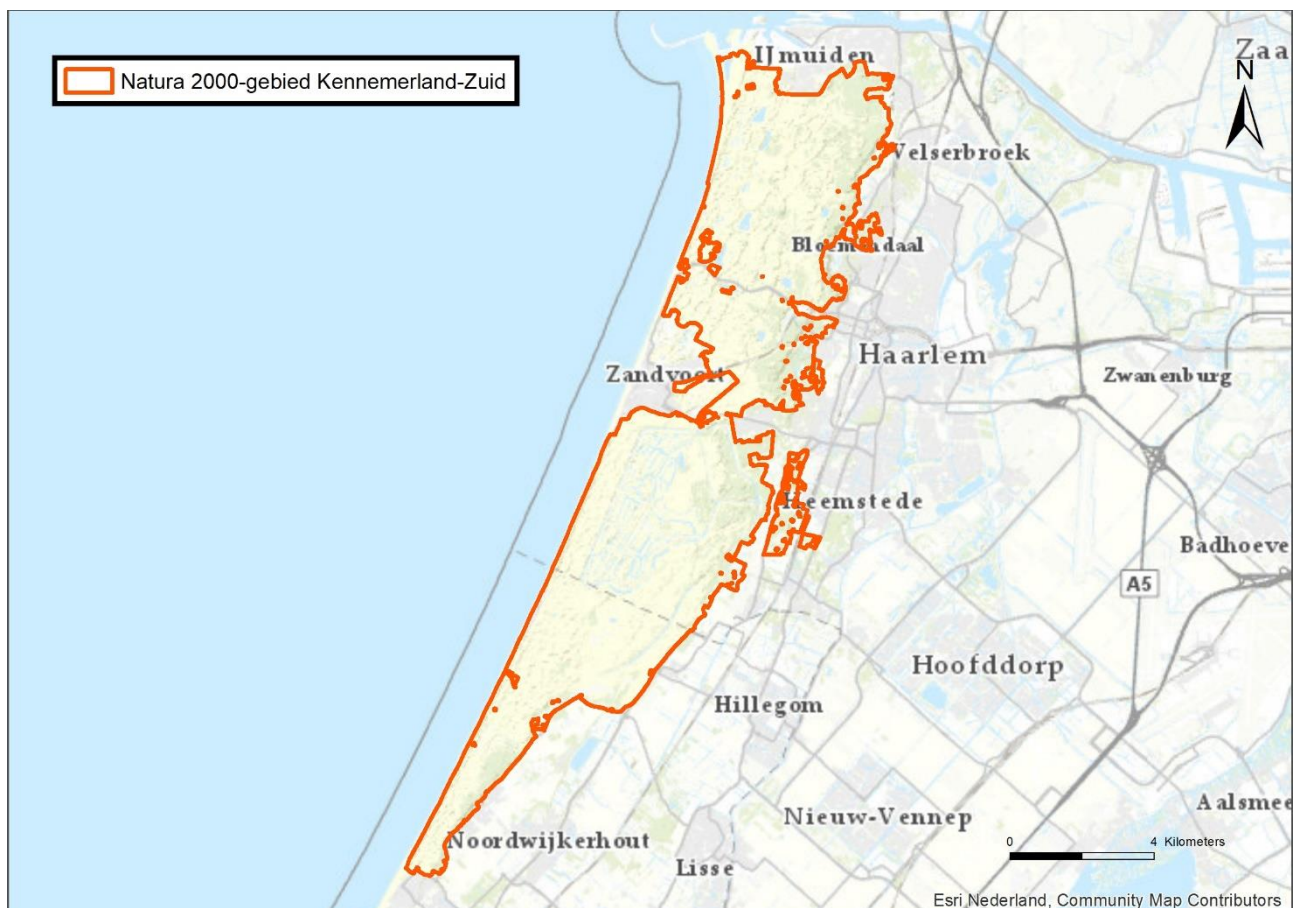 Natura 2000-gebied Kennemerland-Zuid
IJmuiden
Zaa
N
Velserbroek
Bloemendaal
Haarlem
Zandvoort
Zwanenburg
Heemstede
Badhoeve
A5
Hoofddorp
Hillegom
Nieuw-Vennep
Aalsmee
Noordwijkerhout
Lisse
0 4 Kilometers
Esri Nederland, Community Map Contributors